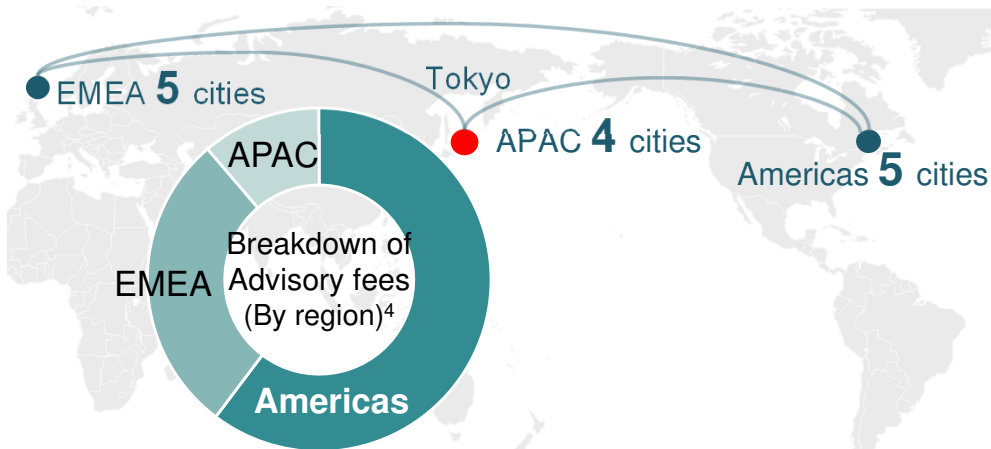 Tokyo
EMEA 5 cities
APAC 4 cities
Americas 5 cities
APAC
EMEA
Breakdown of
Advisory fees
(By region)4
Americas